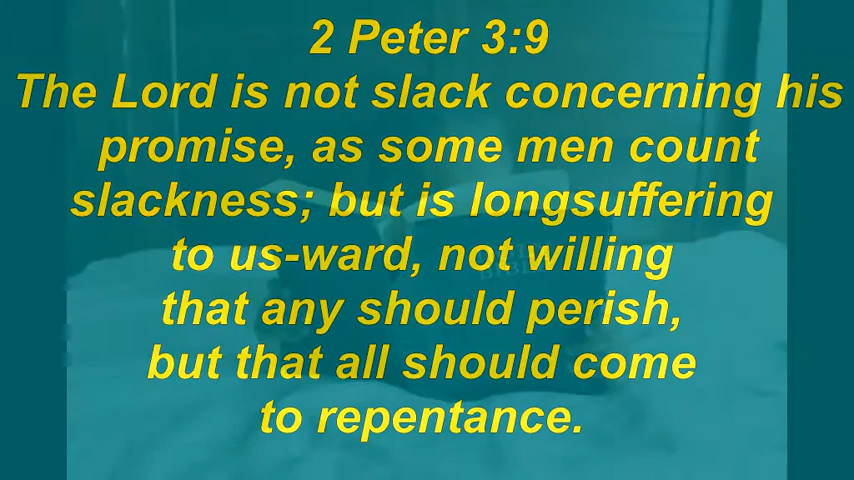 2 Peter 3:9
The Lord is not slack concerning his
promise, as some men count
slackness; but is longsuffering
to us-ward, not willing
that any should perish,
but that all should come
to repentance.